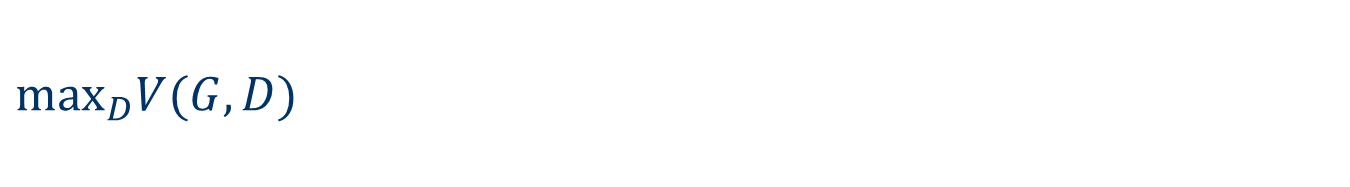 max_D V(G, D)